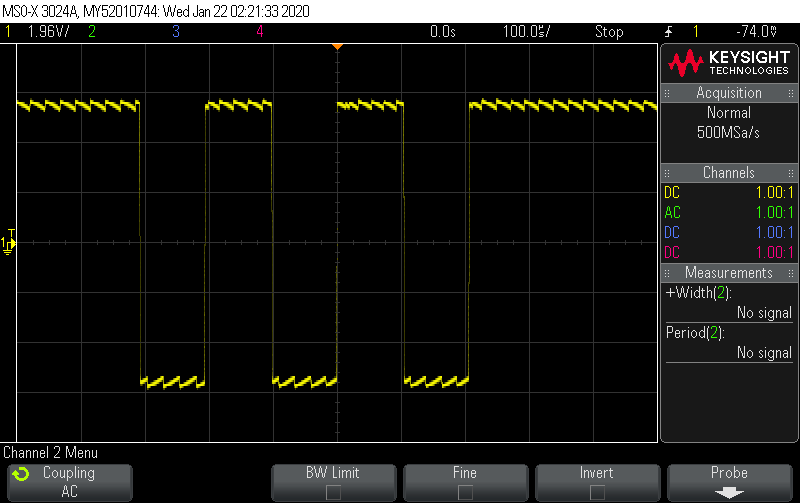 MSO-X 3024A, MY52010744: Wed Jan 22 02:21:33 2020
1 1.96V/ 2 3 4 0.0s 100.0µs/ Stop 1 -74.0mV
KEYSIGHT
TECHNOLOGIES
Acquisition
Normal
500MSa/s
Channels
DC 1.00:1
AC 1.00:1
DC 1.00:1
DC 1.00:1
Measurements
+Width(2):
No signal
Period(2):
No signal
T
1
Channel 2 Menu
Coupling
AC
BW Limit
Fine
Invert
Probe